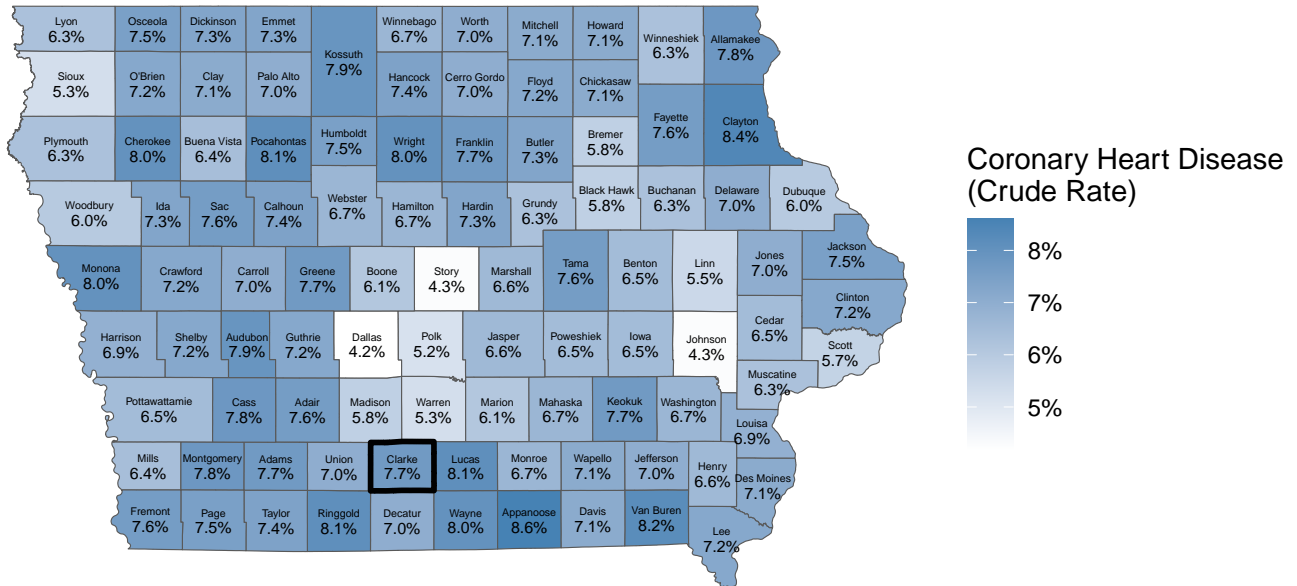 Lyon
6.3%
Osceola
7.5%
Dickinson
7.3%
Emmet
7.3%
Kossuth
7.9%
Winnebago
6.7%
Worth
7.0%
Mitchell
7.1%
Howard
7.1%
Winneshiek
6.3%
Allamakee
7.8%
Sioux
5.3%
O'Brien
7.2%
Clay
7.1%
Palo Alto
7.0%
Hancock
7.4%
Cerro Gordo
7.0%
Floyd
7.2%
Chickasaw
7.1%
Fayette
7.6%
Clayton
8.4%
Plymouth
6.3%
Cherokee
8.0%
Buena Vista
6.4%
Pocahontas
8.1%
Humboldt
7.5%
Wright
8.0%
Franklin
7.7%
Butler
7.3%
Bremer
5.8%
Woodbury
6.0%
Ida
7.3%
Sac
7.6%
Calhoun
7.4%
Webster
6.7%
Hamilton
6.7%
Hardin
7.3%
Grundy
6.3%
Black Hawk
5.8%
Buchanan
6.3%
Delaware
7.0%
Dubuque
6.0%
Monona
8.0%
Crawford
7.2%
Carroll
7.0%
Greene
7.7%
Boone
6.1%
Story
4.3%
Marshall
6.6%
Tama
7.6%
Benton
6.5%
Linn
5.5%
Jones
7.0%
Jackson
7.5%
Clinton
7.2%
Harrison
6.9%
Shelby
7.2%
Audubon
7.9%
Guthrie
7.2%
Dallas
4.2%
Polk
5.2%
Jasper
6.6%
Poweshiek
6.5%
Iowa
6.5%
Johnson
4.3%
Cedar
6.5%
Scott
5.7%
Muscatine
6.3%
Pottawattamie
6.5%
Cass
7.8%
Adair
7.6%
Madison
5.8%
Warren
5.3%
Marion
6.1%
Mahaska
6.7%
Keokuk
7.7%
Washington
6.7%
Louisa
6.9%
Mills
6.4%
Montgomery
7.8%
Adams
7.7%
Union
7.0%
Clarke
7.7%
Lucas
8.1%
Monroe
6.7%
Wapello
7.1%
Jefferson
7.0%
Henry
6.6%
Des Moines
7.1%
Fremont
7.6%
Page
7.5%
Taylor
7.4%
Ringgold
8.1%
Decatur
7.0%
Wayne
8.0%
Appanoose
8.6%
Davis
7.1%
Van Buren
8.2%
Lee
7.2%
Coronary Heart Disease
(Crude Rate)
8%
7%
6%
5%